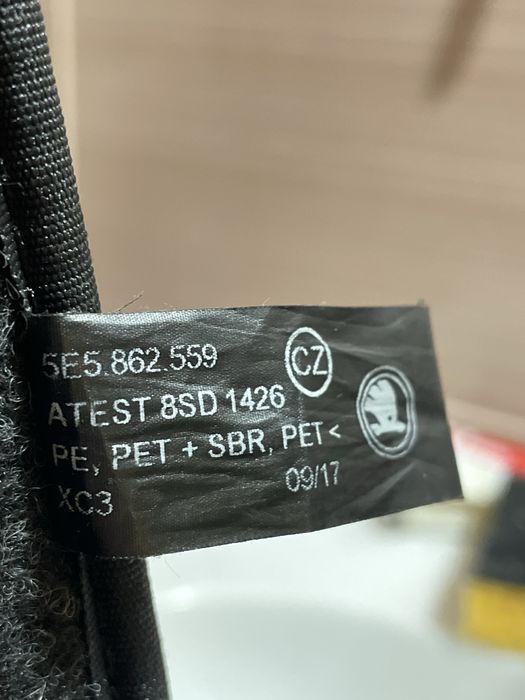 5E5.862.559 CZ
ATEST 8SD 1426
PE, PET + SBR, PET <
XC3 09/17